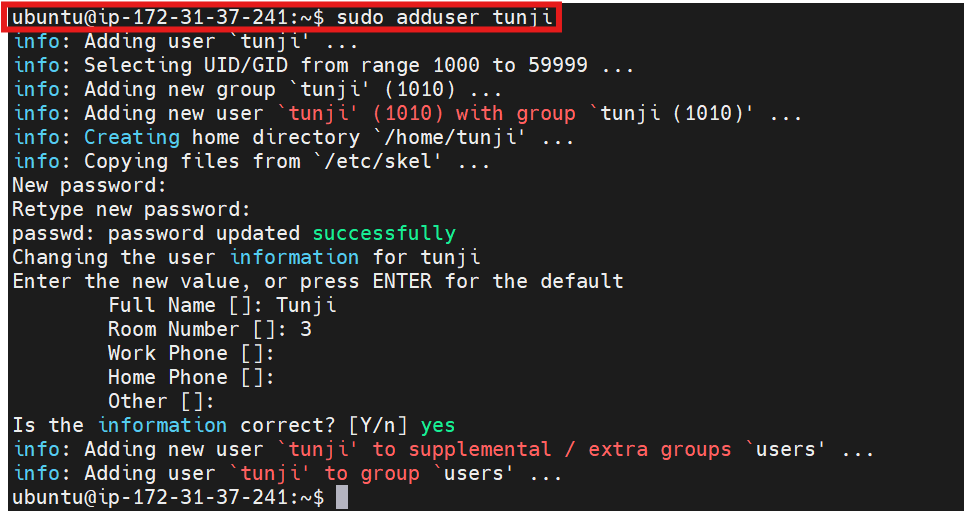 ubuntu@ip-172-31-37-241:~$ sudo adduser tunji
info: Adding user `tunji' ...
info: Selecting UID/GID from range 1000 to 59999 ...
info: Adding new group `tunji' (1010) ...
info: Adding new user `tunji' (1010) with group `tunji (1010)' ...
info: Creating home directory `/home/tunji' ...
info: Copying files from `/etc/skel' ...
New password:
Retype new password:
passwd: password updated successfully
Changing the user information for tunji
Enter the new value, or press ENTER for the default
        Full Name []: Tunji
        Room Number []: 3
        Work Phone []:
        Home Phone []:
        Other []:
Is the information correct? [Y/n] yes
info: Adding new user `tunji' to supplemental / extra groups `users' ...
info: Adding user `tunji' to group `users' ...
ubuntu@ip-172-31-37-241:~$